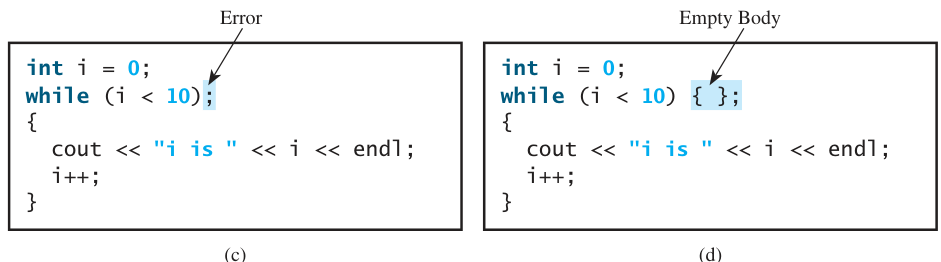 Error
int i = 0;
while (i < 10);
{
cout << "i is " << i << endl;
i++;
}
(c)
Empty Body
int i = 0;
while (i < 10) { };
{
cout << "i is " << i << endl;
i++;
}
(d)